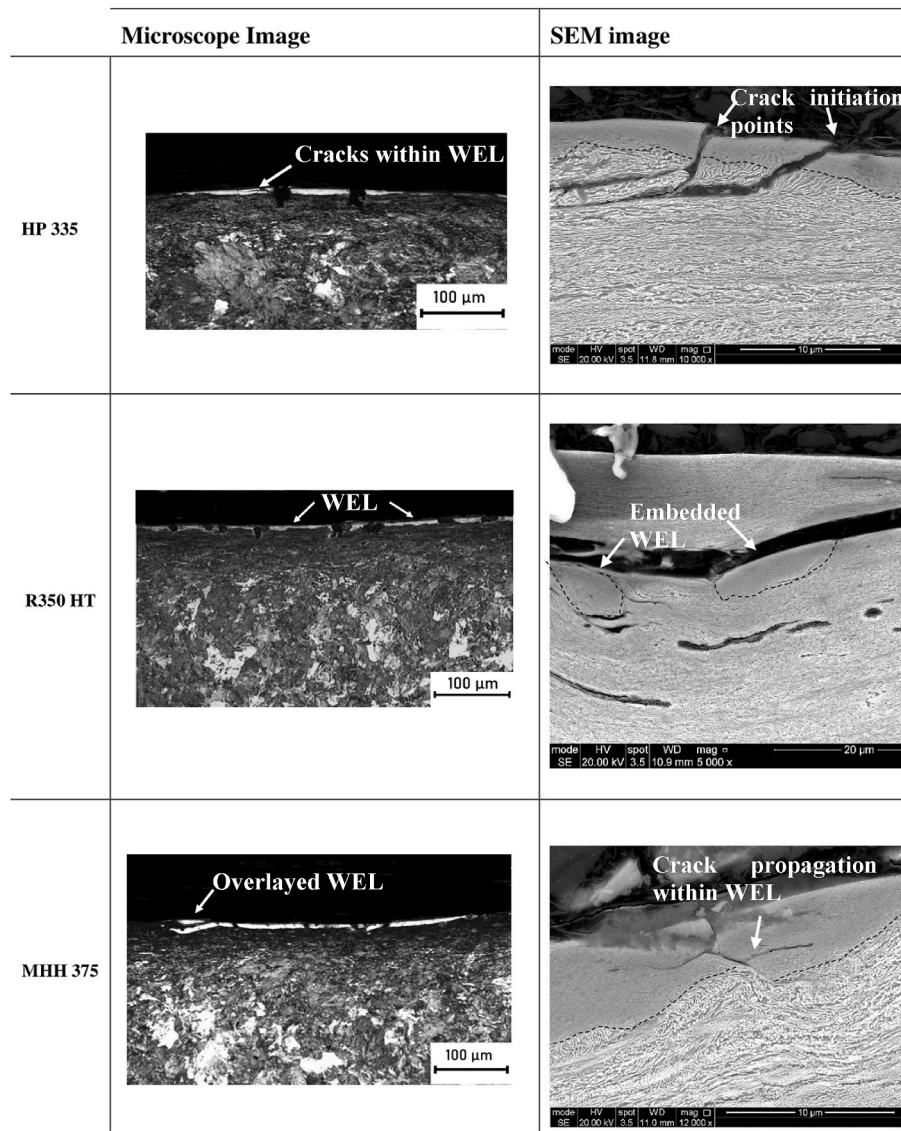 Microscope Image
SEM image
HP 335
Cracks within WEL
100 µm
Crack initiation
points
mode HV spot WD mag □
SE 20.00 kV 3.5 11.8 mm 10 000 x
10 µm
R350 HT
WEL
100 µm
Embedded
WEL
mode HV spot WD mag □
SE 20.00 kV 3.5 10.9 mm 5 000 x
20 µm
MHH 375
Overlayed WEL
100 µm
Crack propagation
within WEL
mode HV spot WD mag □
SE 20.00 kV 3.5 11.0 mm 12 000 x
10 µm